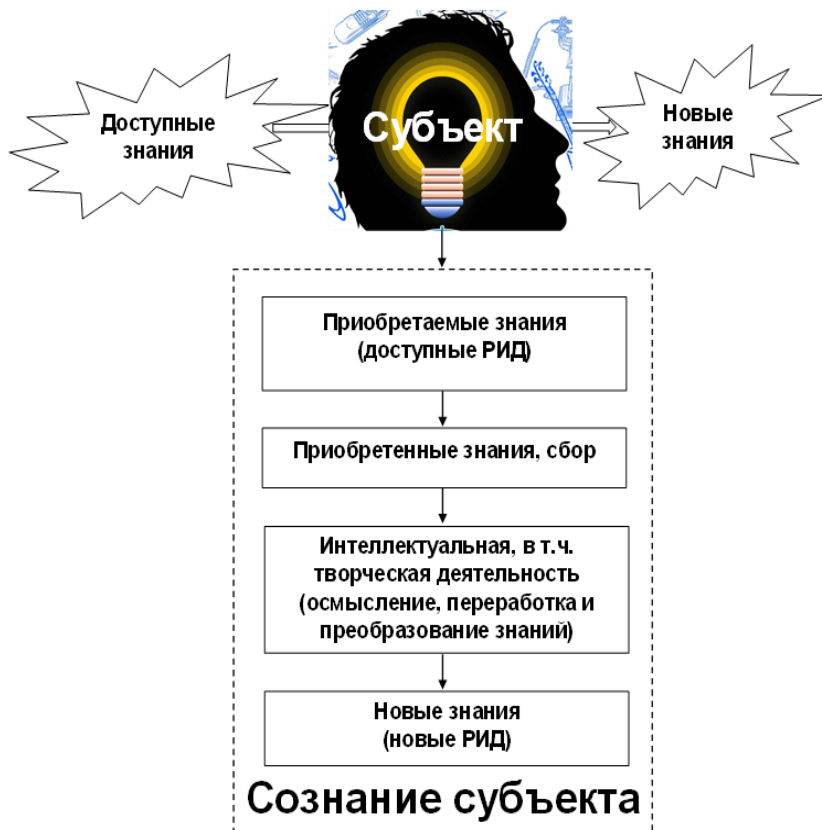 Доступные
знания
Субъект
Новые
знания
Приобретаемые знания
(доступные РИД)
Приобретенные знания, сбор
Интеллектуальная, в т.ч.
творческая деятельность
(осмысление, переработка и
преобразование знаний)
Новые знания
(новые РИД)
Сознание субъекта